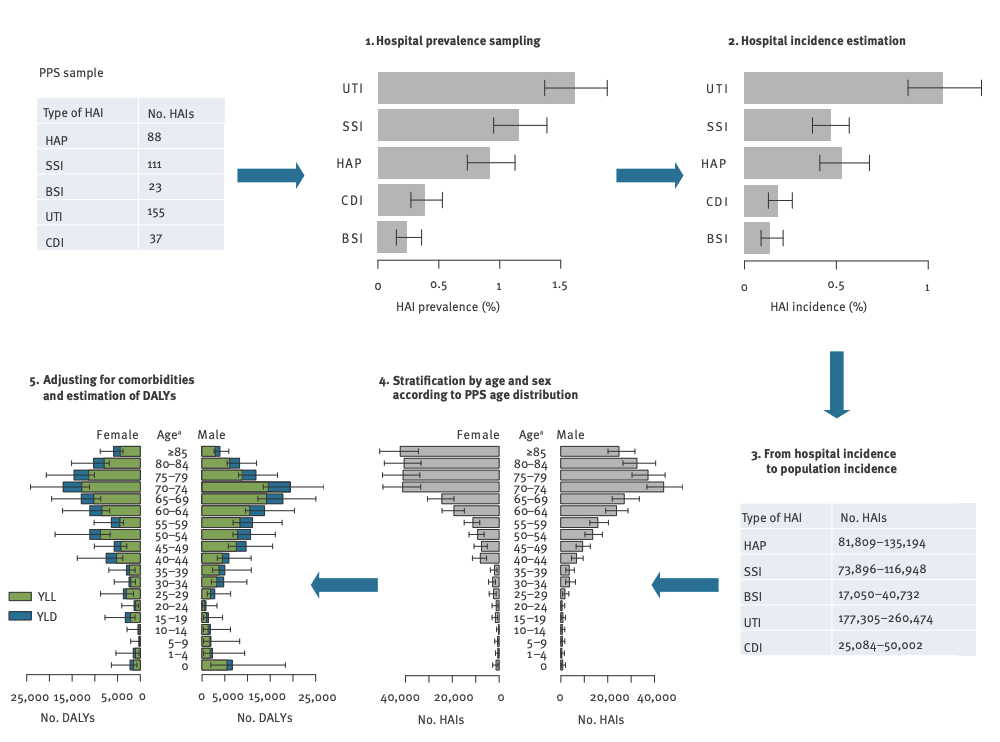 1. Hospital prevalence sampling
2. Hospital incidence estimation
PPS sample
Type of HAI No. HAIs
HAP 88
SSI 111
BSI 23
UTI 155
CDI 37
UTI
SSI
HAP
CDI
BSI
0 0.5 1 1.5
HAI prevalence (%)
UTI
SSI
HAP
CDI
BSI
0 0.5 1
HAI incidence (%)
3. From hospital incidence
to population incidence
Type of HAI No. HAIs
HAP 81,809–135,194
SSI 73,896–116,948
BSI 17,050–40,732
UTI 177,305–260,474
CDI 25,084–50,002
4. Stratification by age and sex
according to PPS age distribution
Female Ageª Male
≥85
80–84
75–79
70–74
65–69
60–64
55–59
50–54
45–49
40–44
35–39
30–34
25–29
20–24
15–19
10–14
5–9
1–4
0
40,000 20,000 0 0 20,000 40,000
No. HAIs No. HAIs
5. Adjusting for comorbidities
and estimation of DALYs
Female Ageª Male
≥85
80–84
75–79
70–74
65–69
60–64
55–59
50–54
45–49
40–44
35–39
30–34
25–29
20–24
15–19
10–14
5–9
1–4
0
YLL
YLD
25,000 15,000 5,000 0 0 5,000 15,000 25,000
No. DALYs No. DALYs